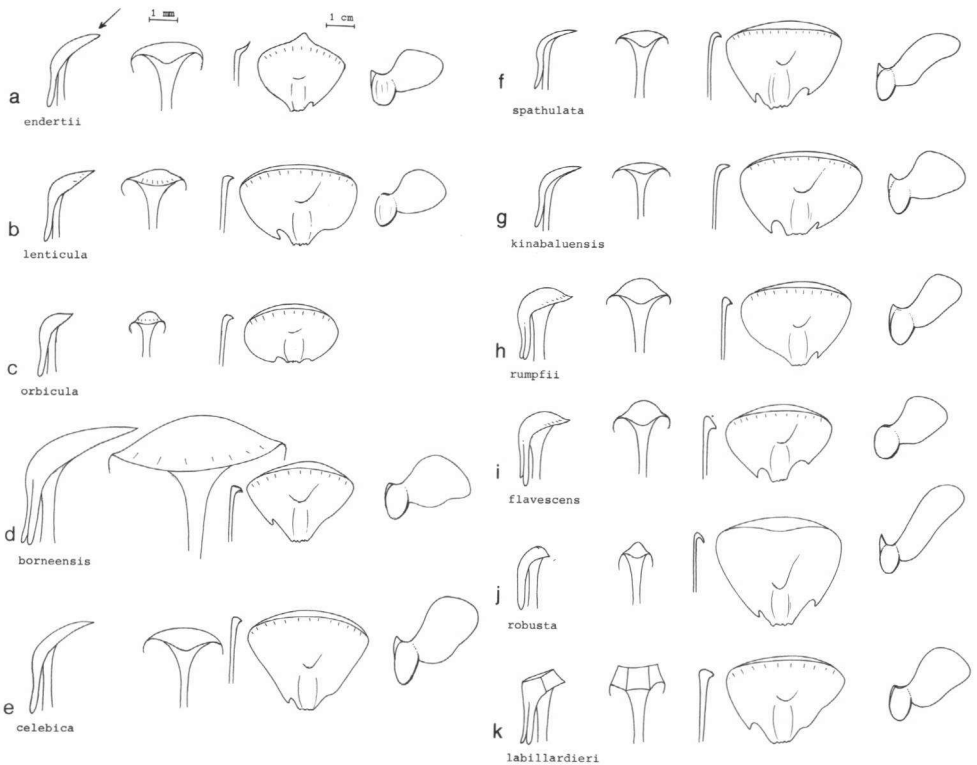 1 mm
1 cm
a
endertii
b
lenticula
c
orbicula
d
borneensis
e
celebica
f
spathulata
g
kinabaluensis
h
rumpfii
i
flavescens
j
robusta
k
labillardieri